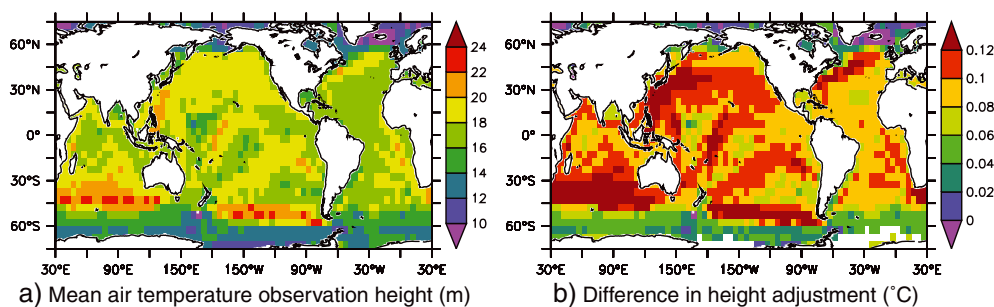 60°N
30°N
0°
30°S
60°S
30°E 90°E 150°E 150°W 90°W 30°W 30°E
24
22
20
18
16
14
12
10
a) Mean air temperature observation height (m)
60°N
30°N
0°
30°S
60°S
30°E 90°E 150°E 150°W 90°W 30°W 30°E
0.12
0.1
0.08
0.06
0.04
0.02
0
b) Difference in height adjustment (°C)